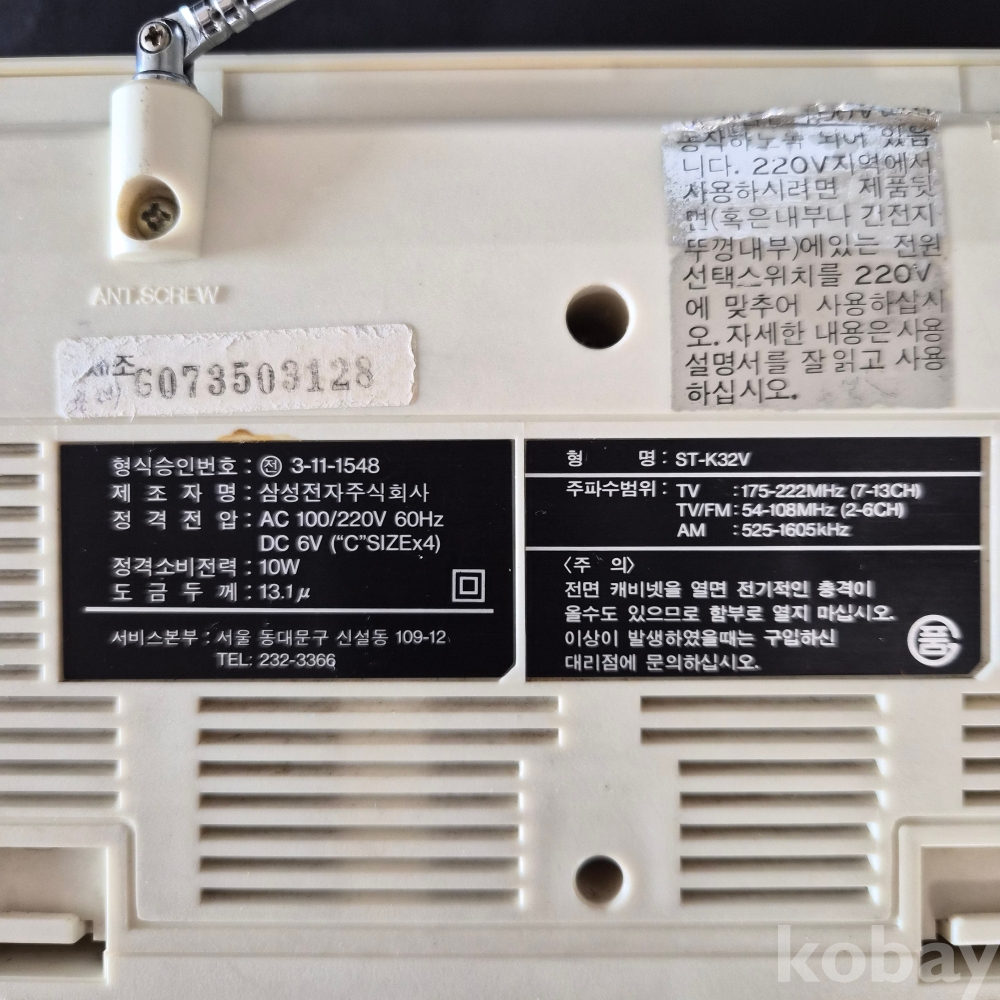 동작하도록 되어 있습
니다. 220V지역에서
사용하시려면 제품뒷
면(혹은내부나 건전지
뚜껑내부)에있는 전원
선택스위치를 220V
에 맞추어 사용하십시
오. 자세한 내용은사용
설명서를 잘읽고 사용
하십시오.
ANT.SCREW
제조
G073503128
형식승인번호 : ㉠ 3-11-1548
제 조 자 명 : 삼성전자주식회사
정 격 전 압 : AC 100/220V 60Hz
DC 6V ("C"SIZEx4)
정격소비전력 : 10W
도 금 두 께 : 13.1μ
서비스본부 : 서울 동대문구 신설동 109-12
TEL: 232-3366
형 명 : ST-K32V
주파수범위 : TV : 175-222MHz (7-13CH)
TV/FM : 54-108MHz (2-6CH)
AM : 525-1605kHz
〈주 의〉
전면 캐비넷을 열면 전기적인 충격이
올수도 있으므로 함부로 열지 마십시오.
이상이 발생하였을때는 구입하신
대리점에 문의하십시오.
품
kobay